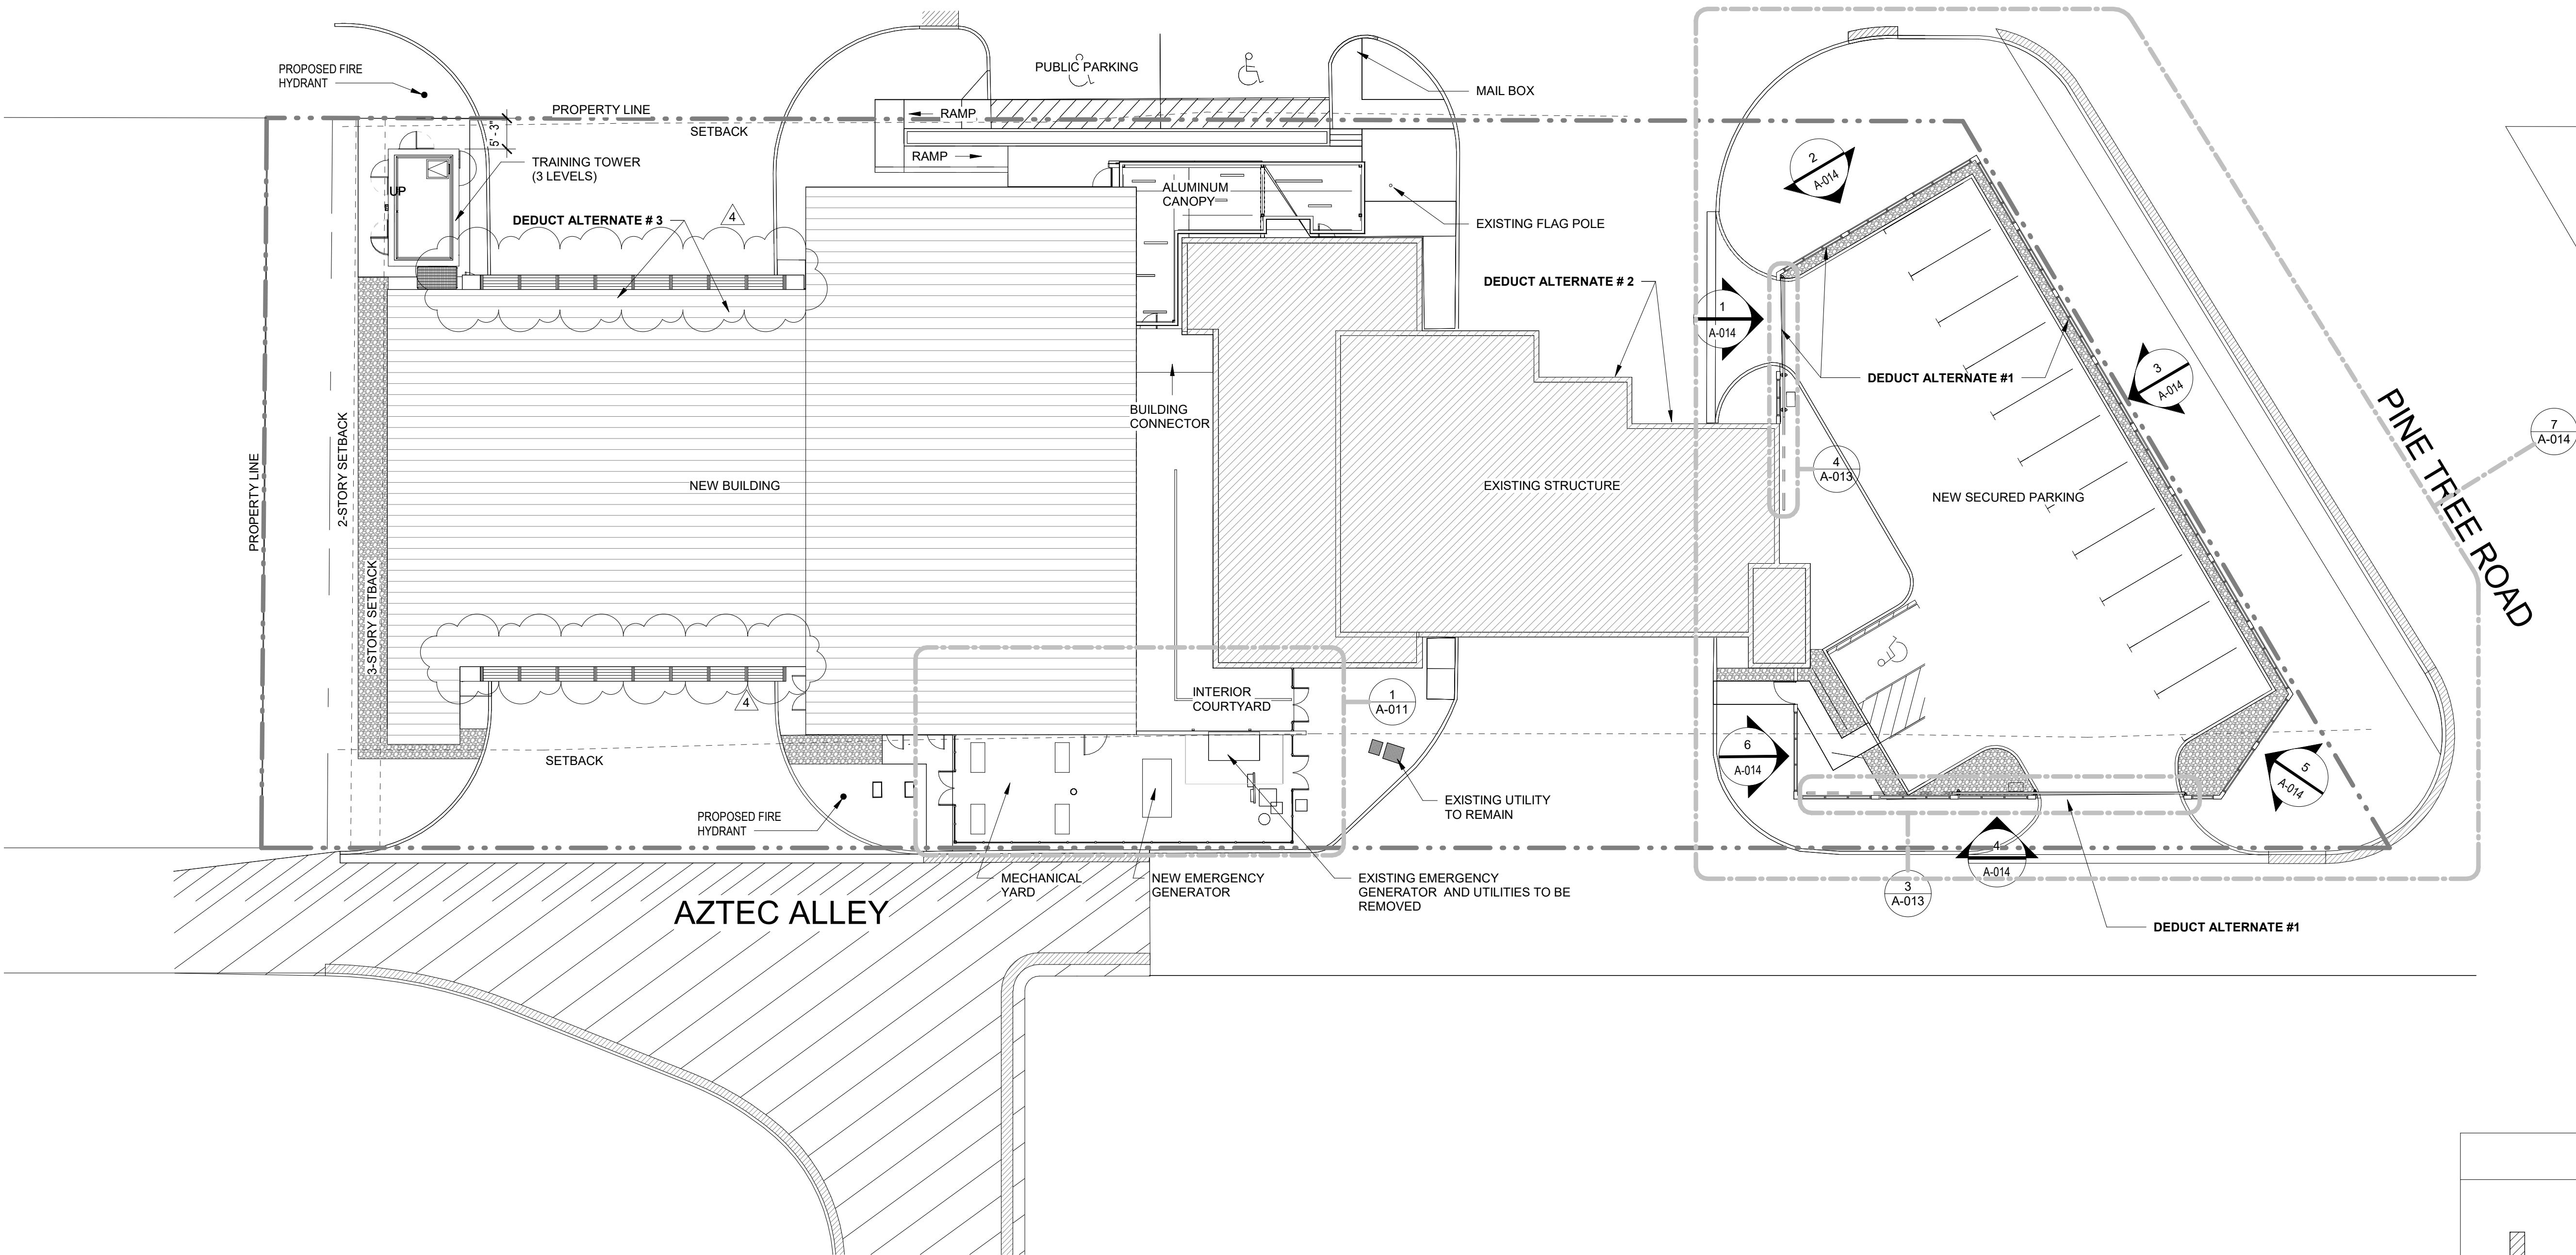 PROPOSED FIRE
HYDRANT
PROPERTY LINE
SETBACK
5' - 3"
TRAINING TOWER
(3 LEVELS)
UP
DEDUCT ALTERNATE # 3
4
PUBLIC PARKING
RAMP
RAMP
ALUMINUM
CANOPY
MAIL BOX
EXISTING FLAG POLE
DEDUCT ALTERNATE # 2
2
A-014
1
A-014
DEDUCT ALTERNATE #1
3
A-014
PINE TREE ROAD
7
A-014
PROPERTY LINE
2-STORY SETBACK
3-STORY SETBACK
NEW BUILDING
BUILDING
CONNECTOR
EXISTING STRUCTURE
4
A-013
NEW SECURED PARKING
4
INTERIOR
COURTYARD
1
A-011
SETBACK
6
A-014
5
A-014
PROPOSED FIRE
HYDRANT
EXISTING UTILITY
TO REMAIN
4
A-014
3
A-013
MECHANICAL
YARD
NEW EMERGENCY
GENERATOR
EXISTING EMERGENCY
GENERATOR AND UTILITIES TO BE
REMOVED
AZTEC ALLEY
DEDUCT ALTERNATE #1